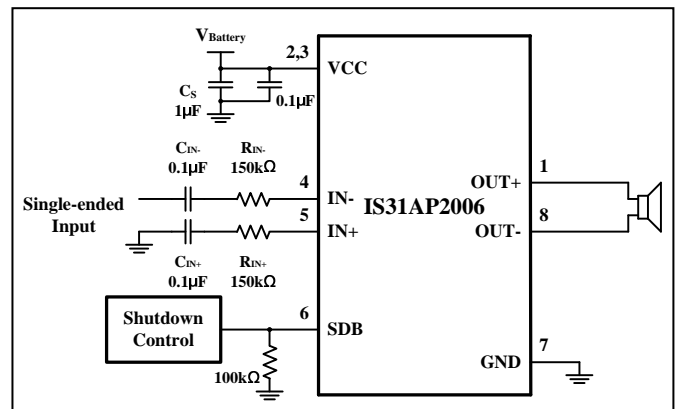 VBattery
2,3
VCC
CS
1µF
0.1µF
CIN-
0.1µF
RIN-
150kΩ
4
IN-
Single-ended
Input
5
IN+
CIN+
0.1µF
RIN+
150kΩ
IS31AP2006
OUT+
1
OUT-
8
Shutdown
Control
6
SDB
100kΩ
GND
7